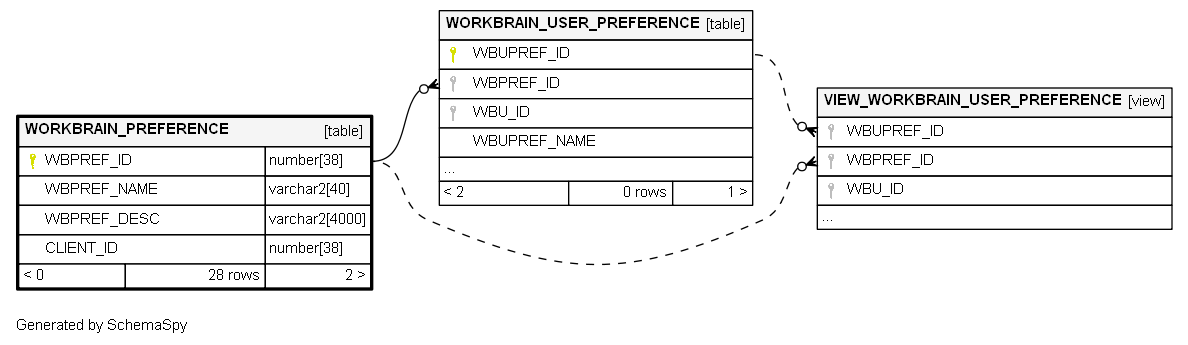 WORKBRAIN_USER_PREFERENCE [table]
WBUPREF_ID
WBPREF_ID
WBU_ID
WBUPREF_NAME
...
< 2 0 rows 1 >
VIEW_WORKBRAIN_USER_PREFERENCE [view]
WBUPREF_ID
WBPREF_ID
WBU_ID
...
WORKBRAIN_PREFERENCE [table]
WBPREF_ID number[38]
WBPREF_NAME varchar2[40]
WBPREF_DESC varchar2[4000]
CLIENT_ID number[38]
< 0 28 rows 2 >
Generated by SchemaSpy